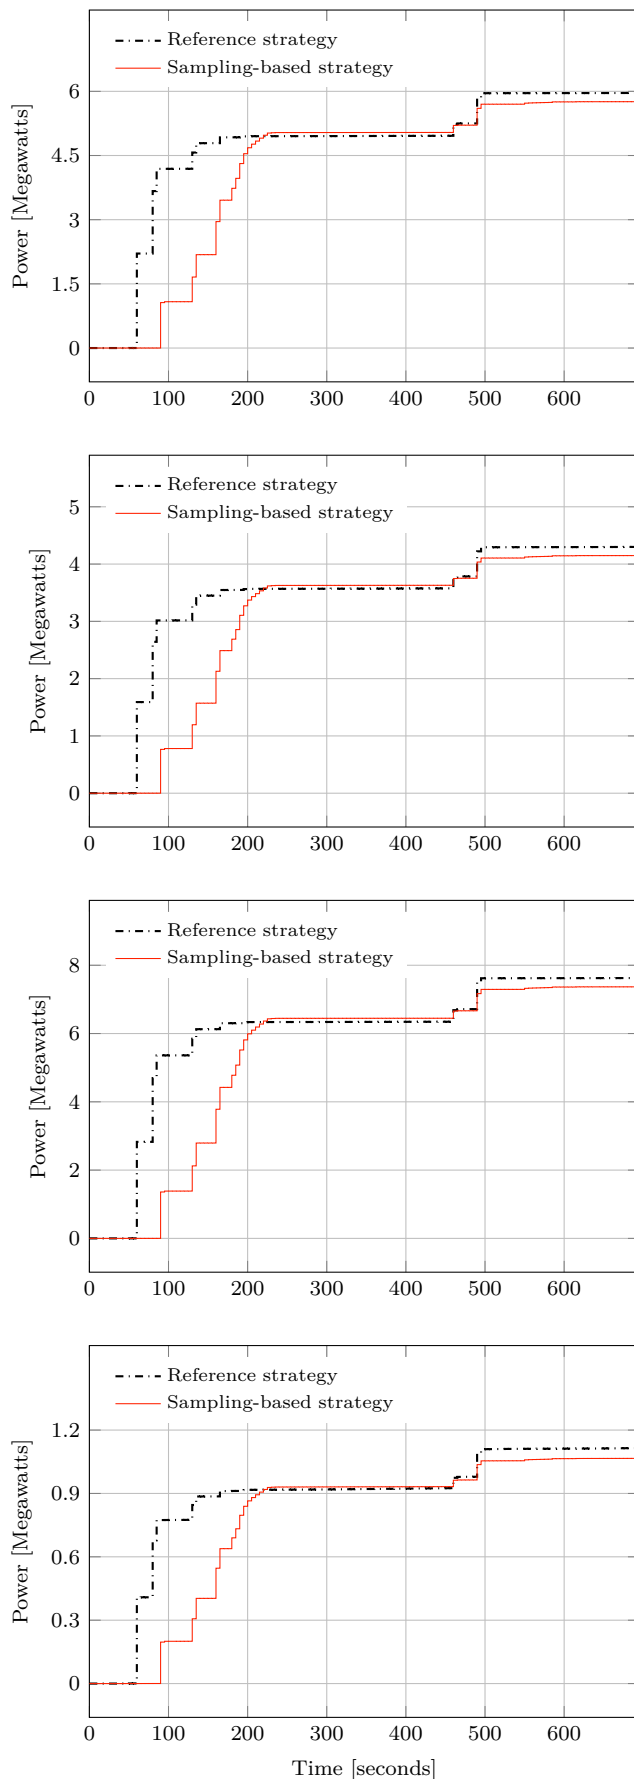 Reference strategy
Sampling-based strategy
6
4.5
3
1.5
0
Power [Megawatts]
0 100 200 300 400 500 600
Reference strategy
Sampling-based strategy
5
4
3
2
1
0
Power [Megawatts]
0 100 200 300 400 500 600
Reference strategy
Sampling-based strategy
8
6
4
2
0
Power [Megawatts]
0 100 200 300 400 500 600
Reference strategy
Sampling-based strategy
1.2
0.9
0.6
0.3
0
Power [Megawatts]
0 100 200 300 400 500 600
Time [seconds]